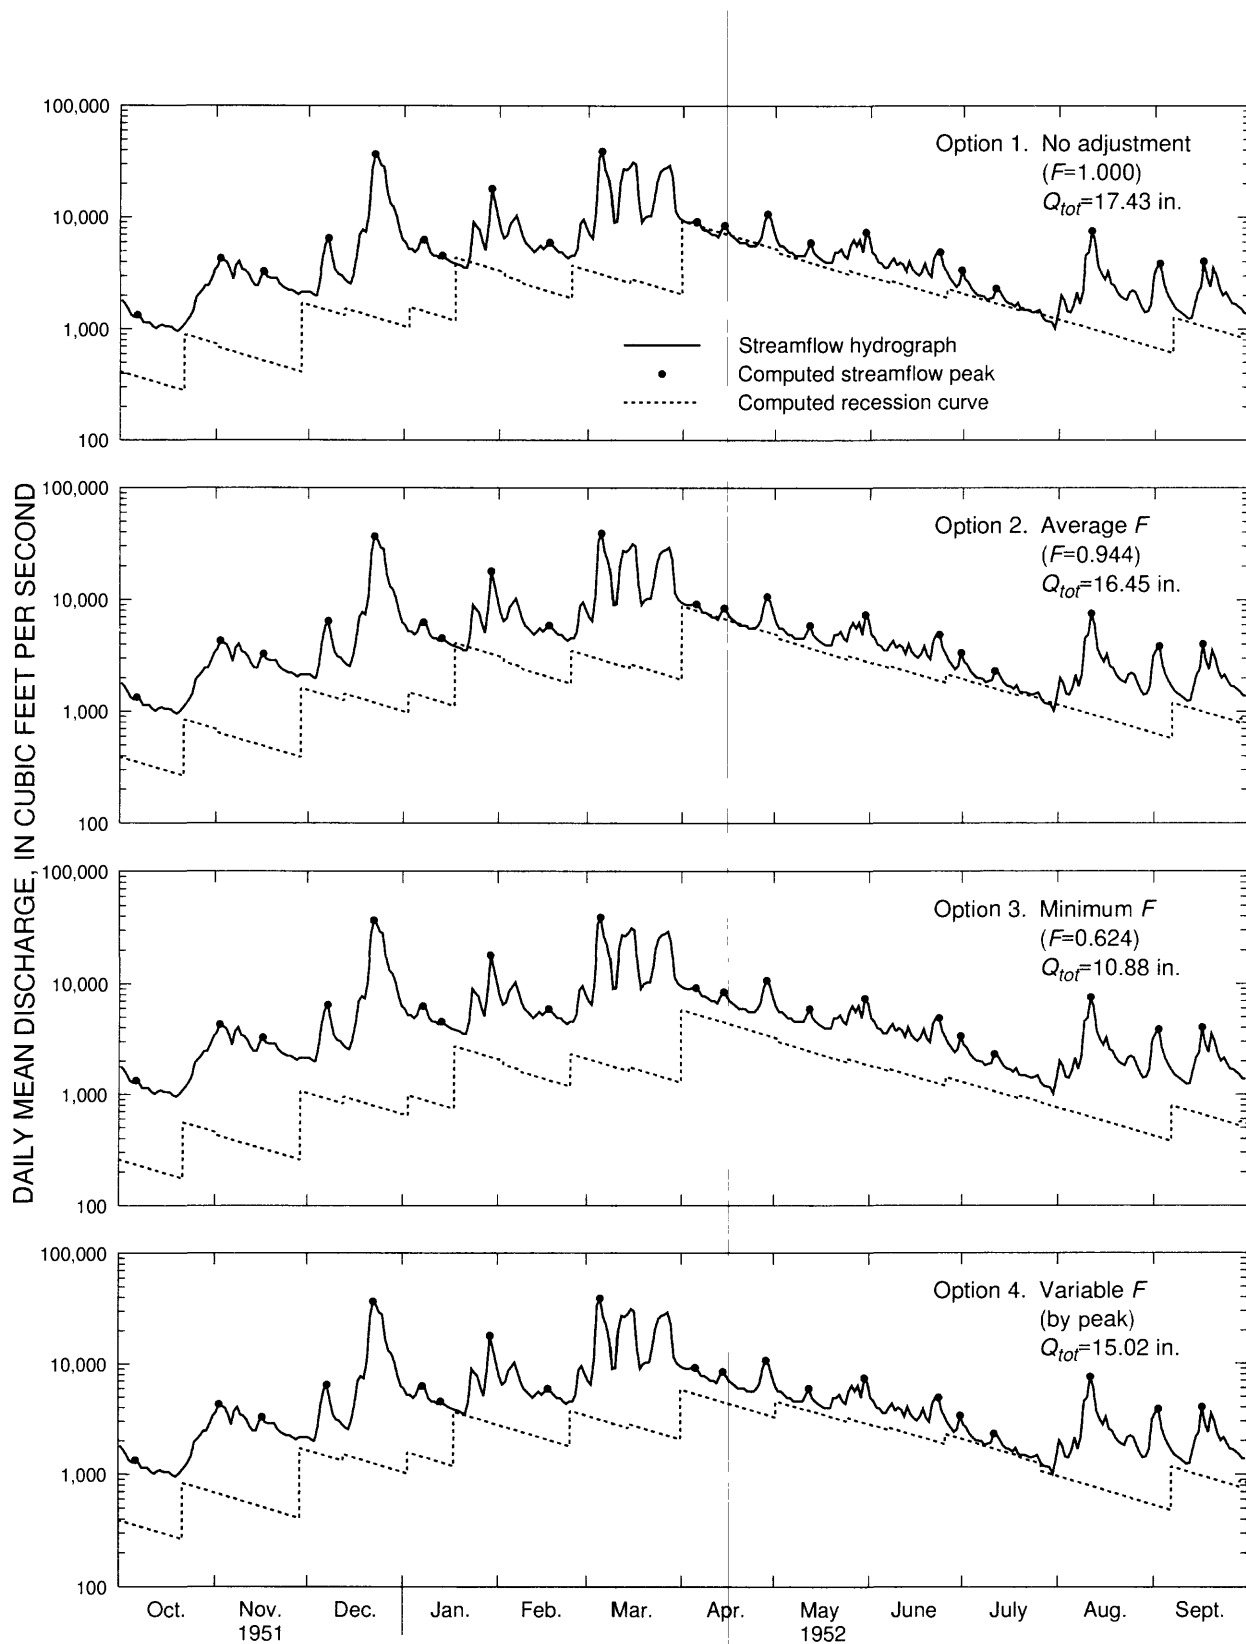 DAILY MEAN DISCHARGE, IN CUBIC FEET PER SECOND
100,000
10,000
1,000
100
Option 1. No adjustment
(F=1.000)
Qtot=17.43 in.
Streamflow hydrograph
Computed streamflow peak
Computed recession curve
100,000
10,000
1,000
100
Option 2. Average F
(F=0.944)
Qtot=16.45 in.
100,000
10,000
1,000
100
Option 3. Minimum F
(F=0.624)
Qtot=10.88 in.
100,000
10,000
1,000
100
Option 4. Variable F
(by peak)
Qtot=15.02 in.
Oct. Nov. Dec. Jan. Feb. Mar. Apr. May June July Aug. Sept.
1951 1952